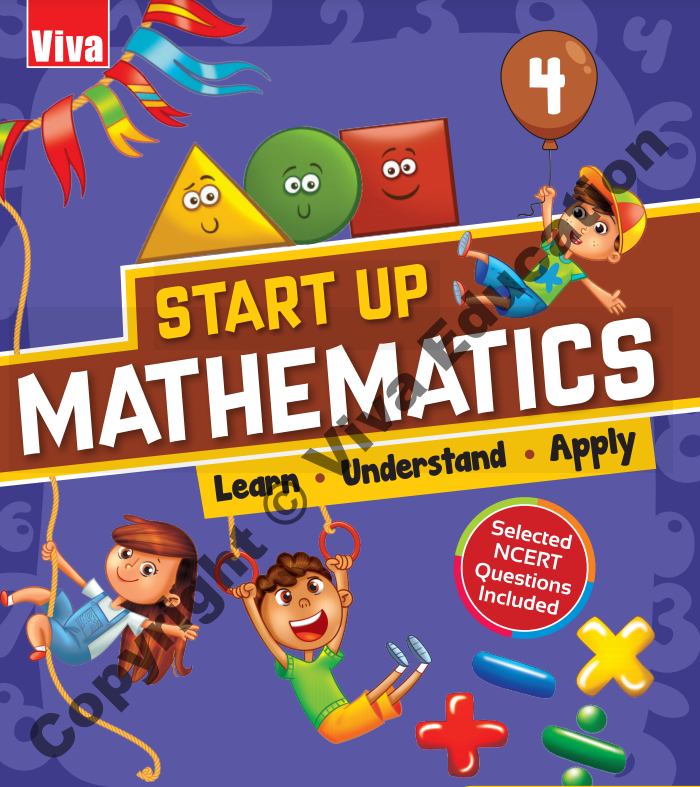 Viva
4
START UP
MATHEMATICS
Learn • Understand • Apply
Selected
NCERT
Questions
Included
Copyright © Viva Education